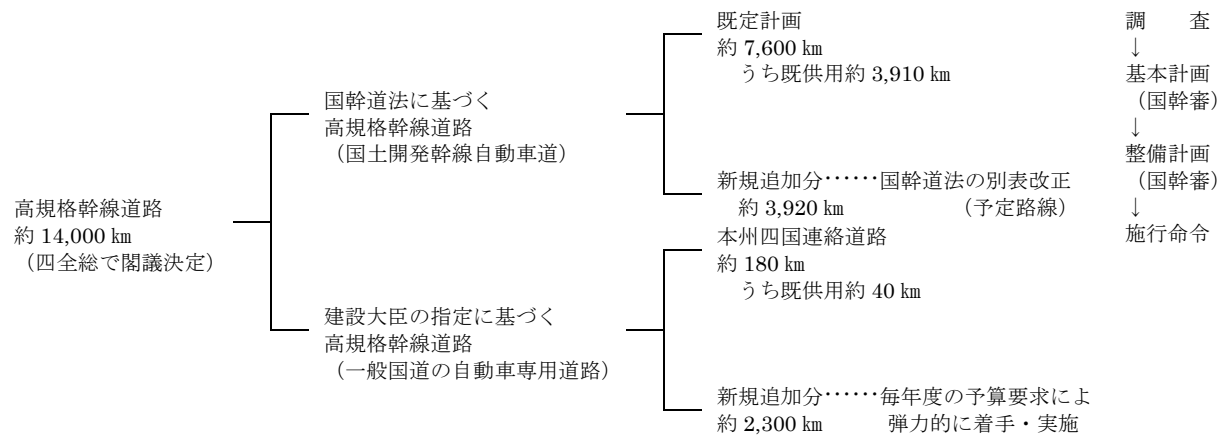 高規格幹線道路
約 14,000 ㎞
(四全総で閣議決定)
国幹道法に基づく
高規格幹線道路
(国土開発幹線自動車道)
既定計画
約 7,600 ㎞
うち既供用約 3,910 ㎞
新規追加分……国幹道法の別表改正
約 3,920 ㎞ (予定路線)
建設大臣の指定に基づく
高規格幹線道路
(一般国道の自動車専用道路)
本州四国連絡道路
約 180 ㎞
うち既供用約 40 ㎞
新規追加分……毎年度の予算要求によ
約 2,300 ㎞ 弾力的に着手・実施
調 査
↓
基本計画
(国幹審)
↓
整備計画
(国幹審)
↓
施行命令